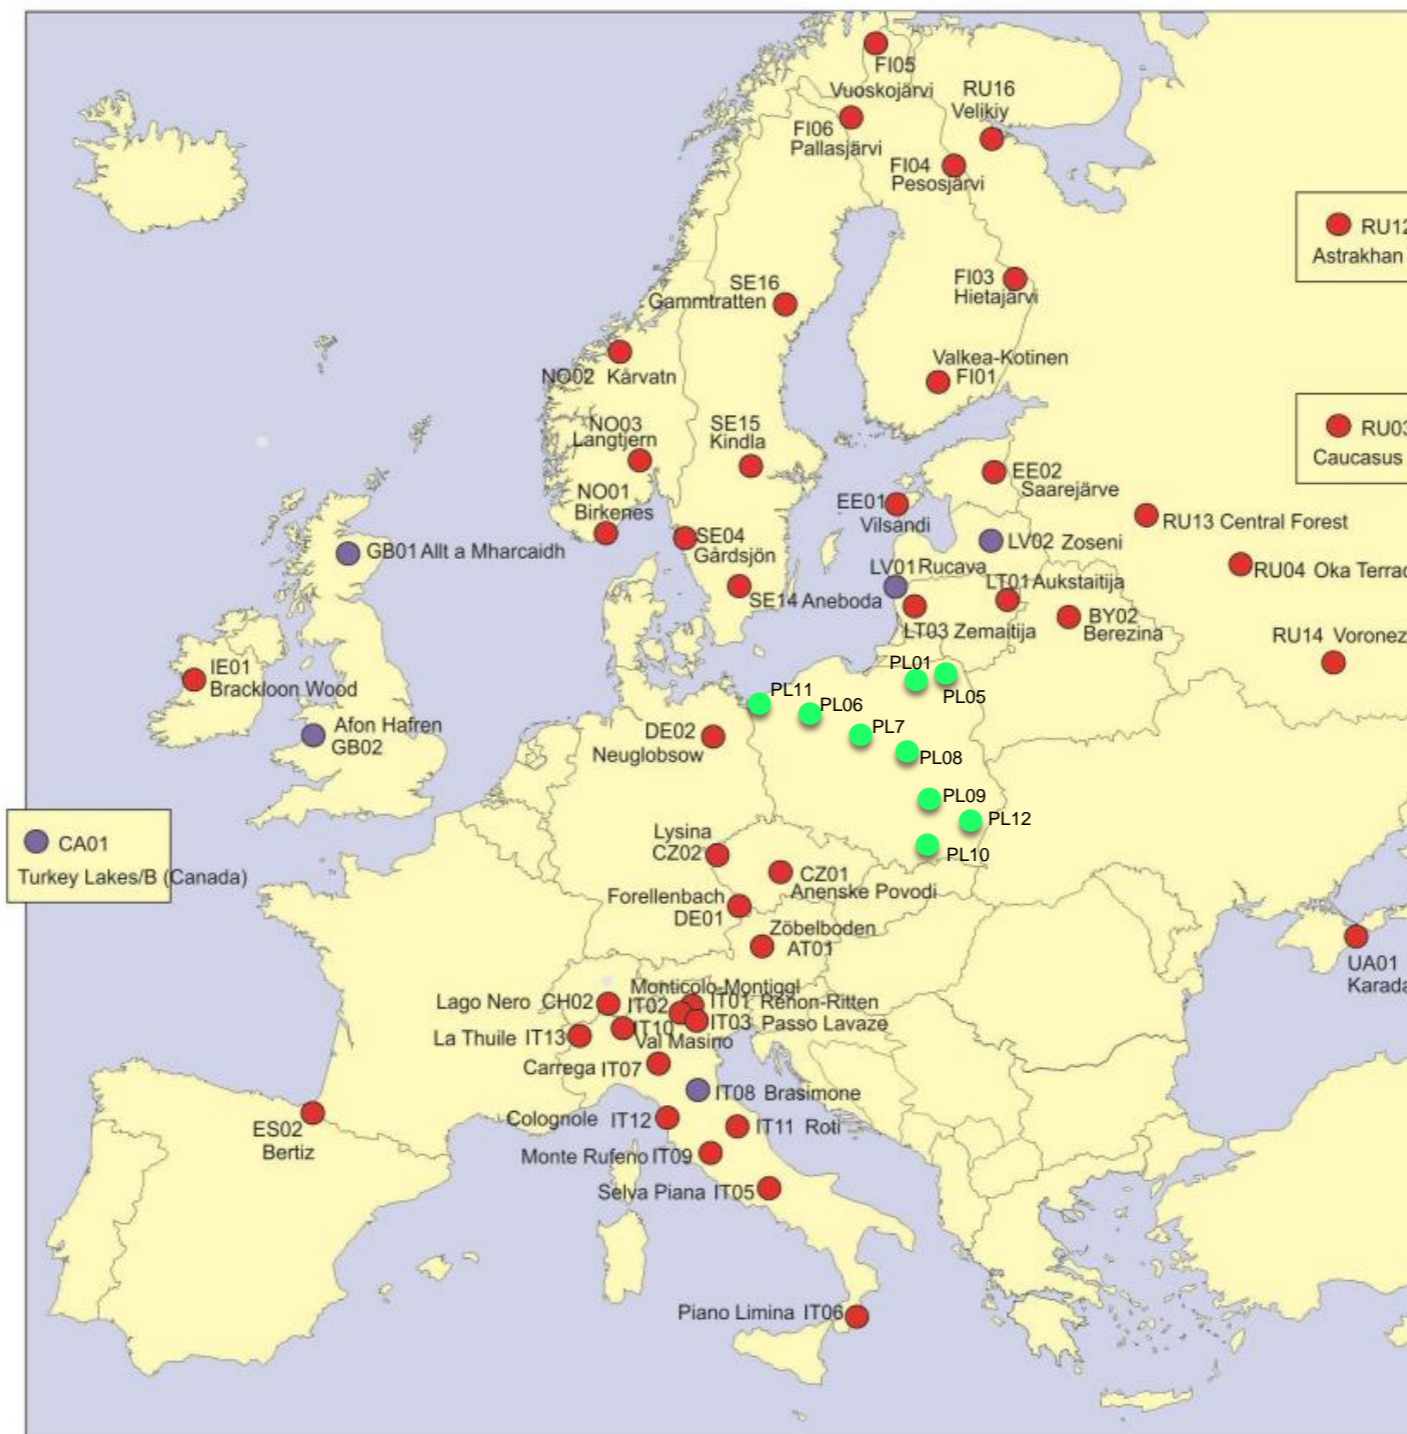 FI05
Vuoskojärvi
RU16
Velikiy
FI06
Pallasjärvi
FI04
Pesosjärvi
RU12
Astrakhan
FI03
Hietajärvi
SE16
Gammtratten
Valkea-Kotinen
FI01
NO02 Kårvatn
NO03
Langtjern
SE15
Kindla
RU03
Caucasus
EE02
Saarejärve
EE01
Vilsandi
NO01
Birkenes
SE04
Gårdsjön
RU13 Central Forest
GB01 Allt a Mharcaidh
LV02 Zoseni
LV01 Rucava
RU04 Oka Terrac
LT01 Aukstaitija
SE14 Aneboda
BY02
Berezina
LT03 Zemaitija
RU14 Voronez
IE01
Brackloon Wood
PL01
PL05
PL11
PL06
Afon Hafren
GB02
DE02
Neuglobsow
PL7
PL08
PL09
PL12
PL10
CA01
Turkey Lakes/B (Canada)
Lysina
CZ02
CZ01
Anenske Povodi
Forellenbach
DE01
Zöbelboden
AT01
UA01
Karada
Monticolo-Montiggl
Lago Nero CH02
IT02
IT01 Renon-Ritten
IT03 Passo Lavaze
La Thuile IT13
IT10
Val Masino
Carrega IT07
IT08 Brasimone
Colognole IT12
IT11 Roti
ES02
Bertiz
Monte Rufeno IT09
Selva Piana IT05
Piano Limina IT06